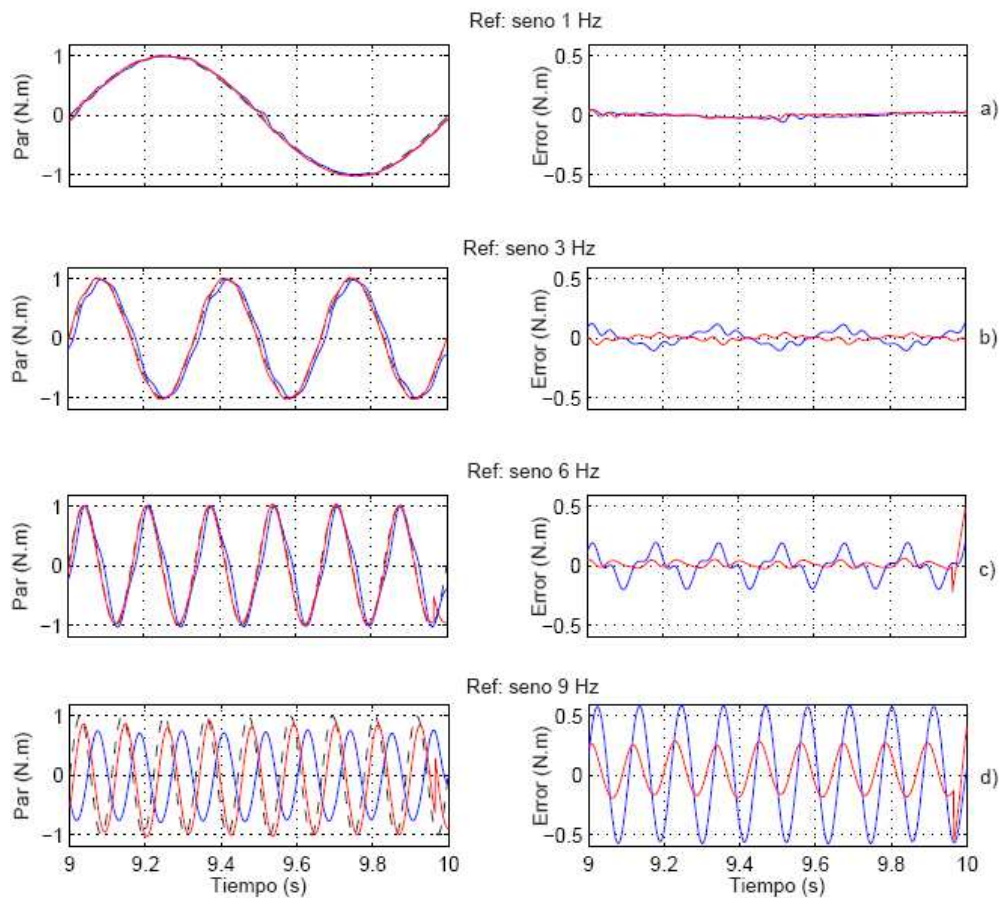 Ref: seno 1 Hz
Par (N.m)
1
0
−1
Error (N.m)
0.5
0
−0.5
a)
Ref: seno 3 Hz
Par (N.m)
1
0
−1
Error (N.m)
0.5
0
−0.5
b)
Ref: seno 6 Hz
Par (N.m)
1
0
−1
Error (N.m)
0.5
0
−0.5
c)
Ref: seno 9 Hz
Par (N.m)
1
0
−1
9 9.2 9.4 9.6 9.8 10
Tiempo (s)
Error (N.m)
0.5
0
−0.5
9 9.2 9.4 9.6 9.8 10
Tiempo (s)
d)